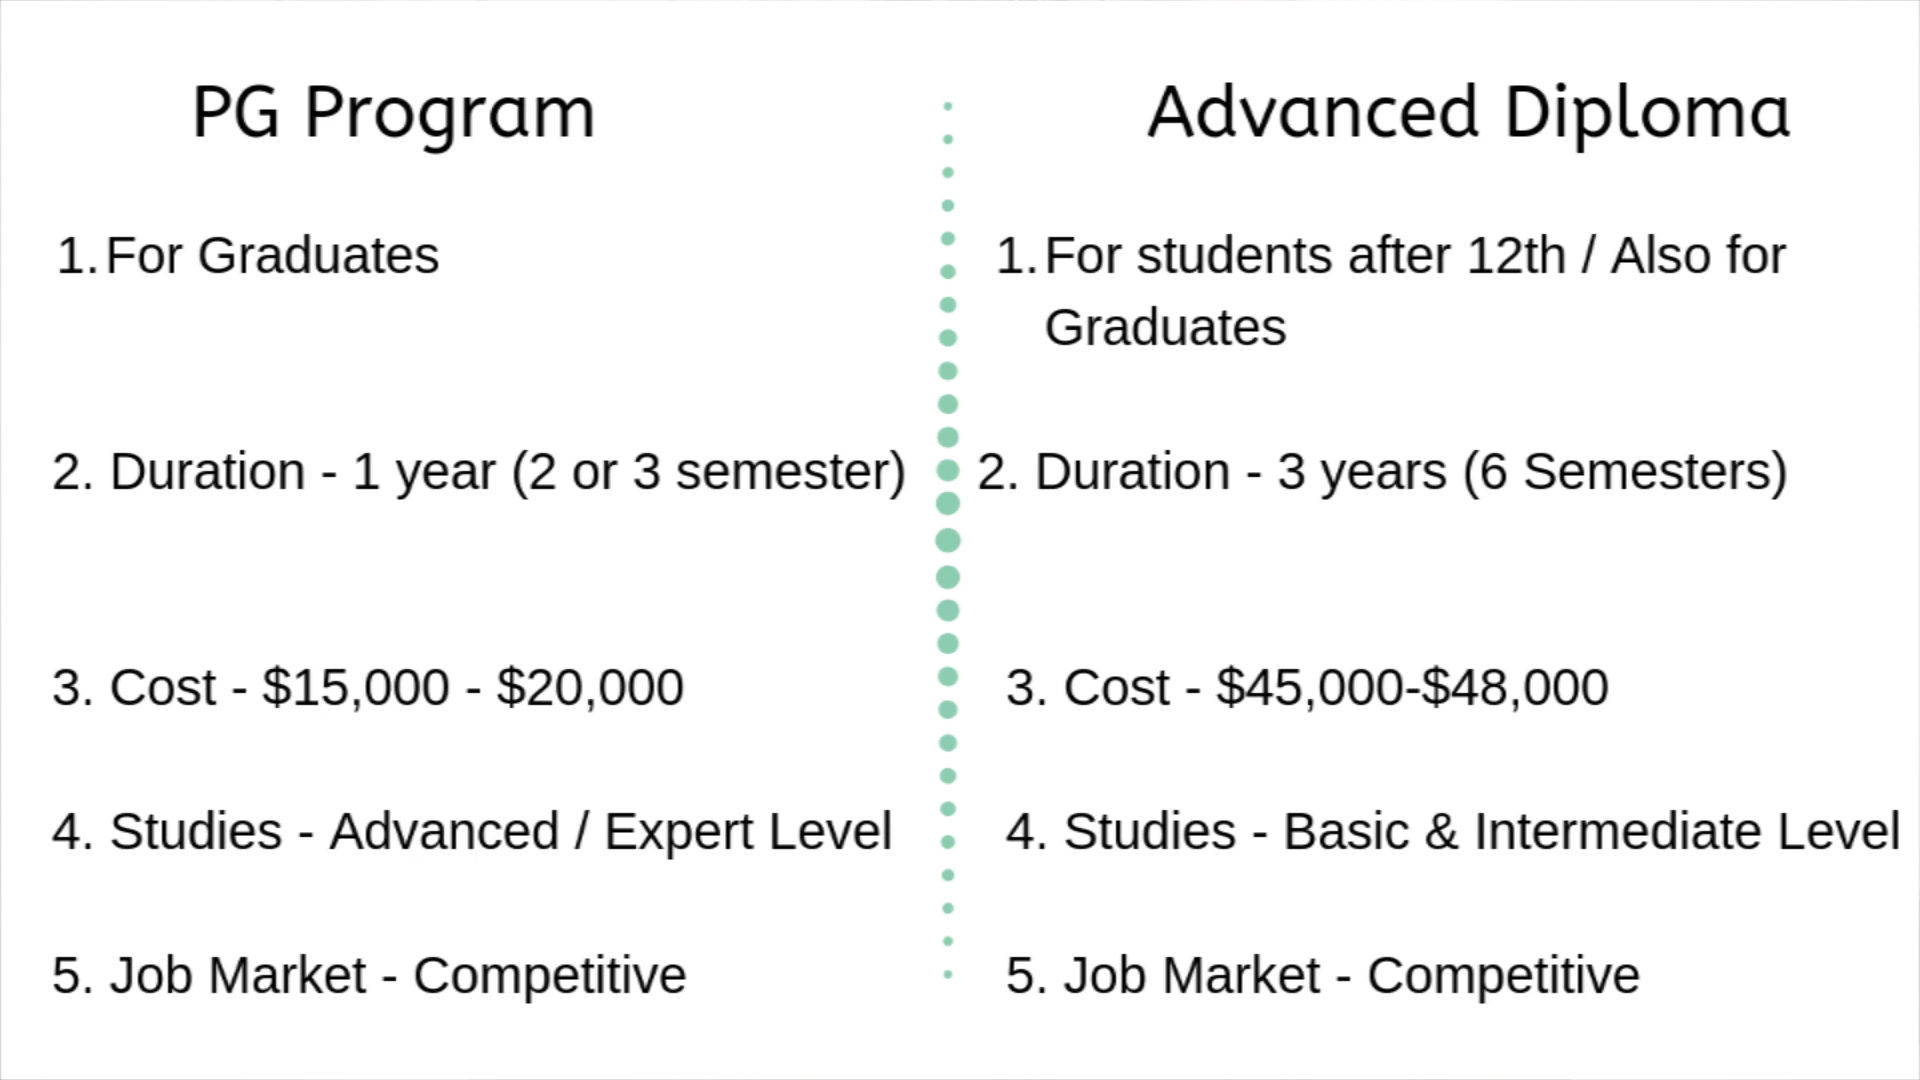 PG Program
1. For Graduates
2. Duration - 1 year (2 or 3 semester)
3. Cost - $15,000 - $20,000
4. Studies - Advanced / Expert Level
5. Job Market - Competitive
Advanced Diploma
1. For students after 12th / Also for
Graduates
2. Duration - 3 years (6 Semesters)
3. Cost - $45,000-$48,000
4. Studies - Basic & Intermediate Level
5. Job Market - Competitive